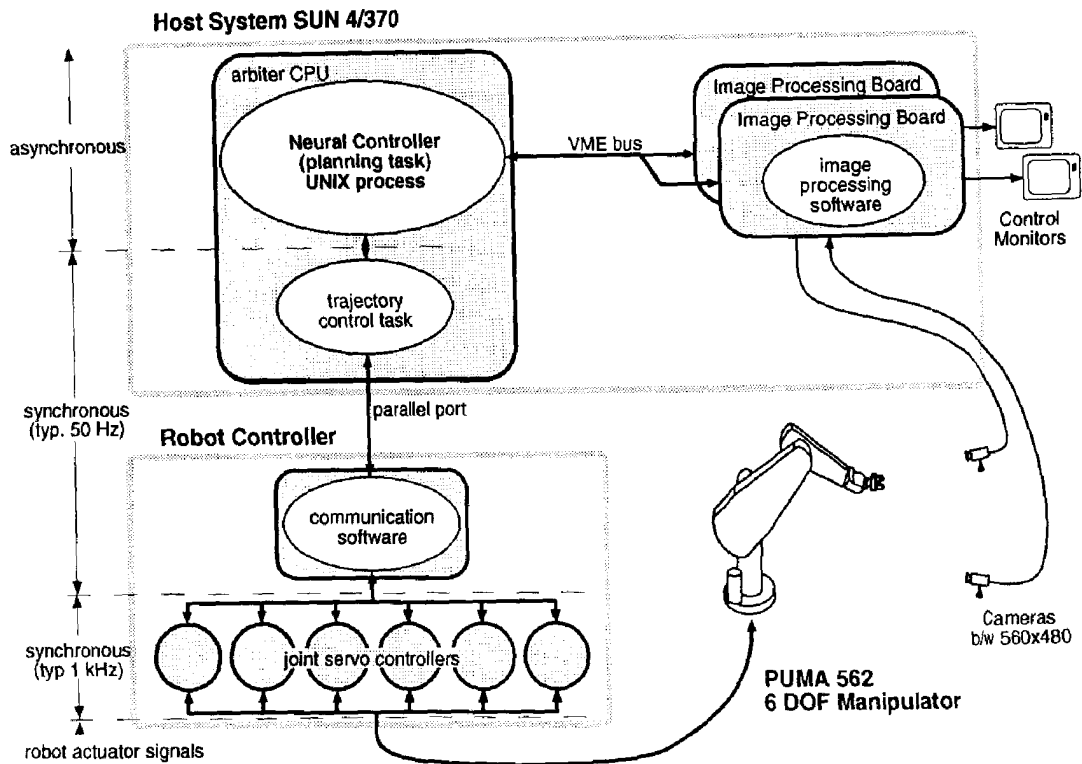 Host System SUN 4/370
arbiter CPU
Neural Controller
(planning task)
UNIX process
asynchronous
VME bus
Image Processing Board
Image Processing Board
image
processing
software
Control
Monitors
trajectory
control task
parallel port
synchronous
(typ. 50 Hz)
Robot Controller
communication
software
synchronous
(typ 1 kHz)
joint servo controllers
robot actuator signals
PUMA 562
6 DOF Manipulator
Cameras
b/w 560x480